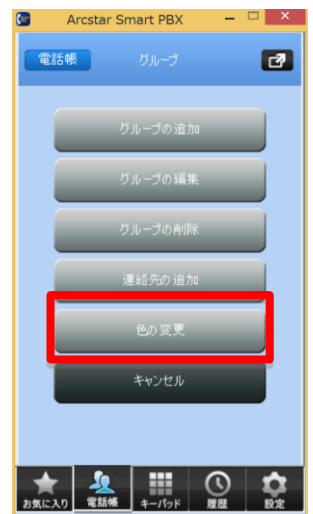 Arcstar Smart PBX
電話帳
グループ
グループの追加
グループの編集
グループの削除
連絡先の追加
色の変更
キャンセル
お気に入り 電話帳 キーパッド 履歴 設定